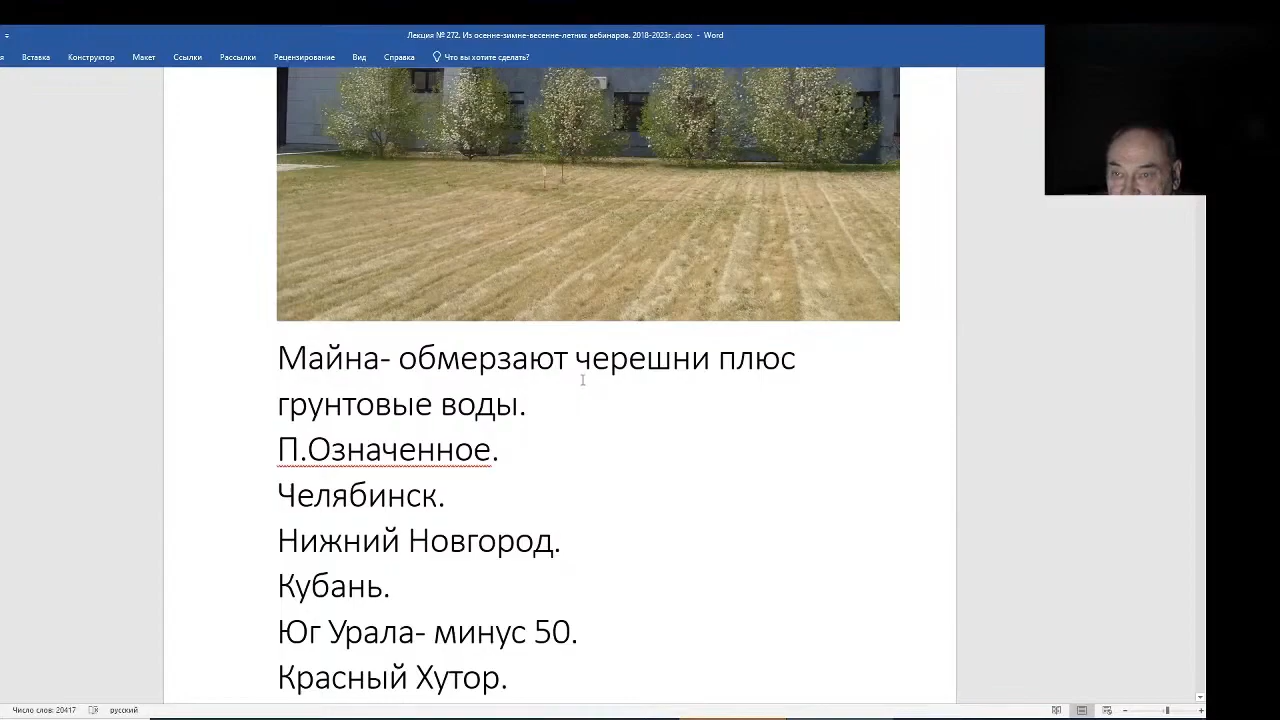 Лекция № 272. Из осенне-зимне-весенне-летних вебинаров. 2018-2023г..docx - Word
я Вставка Конструктор Макет Ссылки Рассылки Рецензирование Вид Справка Что вы хотите сделать?
Майна- обмерзают черешни плюс
грунтовые воды.
П.Означенное.
Челябинск.
Нижний Новгород.
Кубань.
Юг Урала- минус 50.
Красный Хутор.
Число слов: 20417 русский